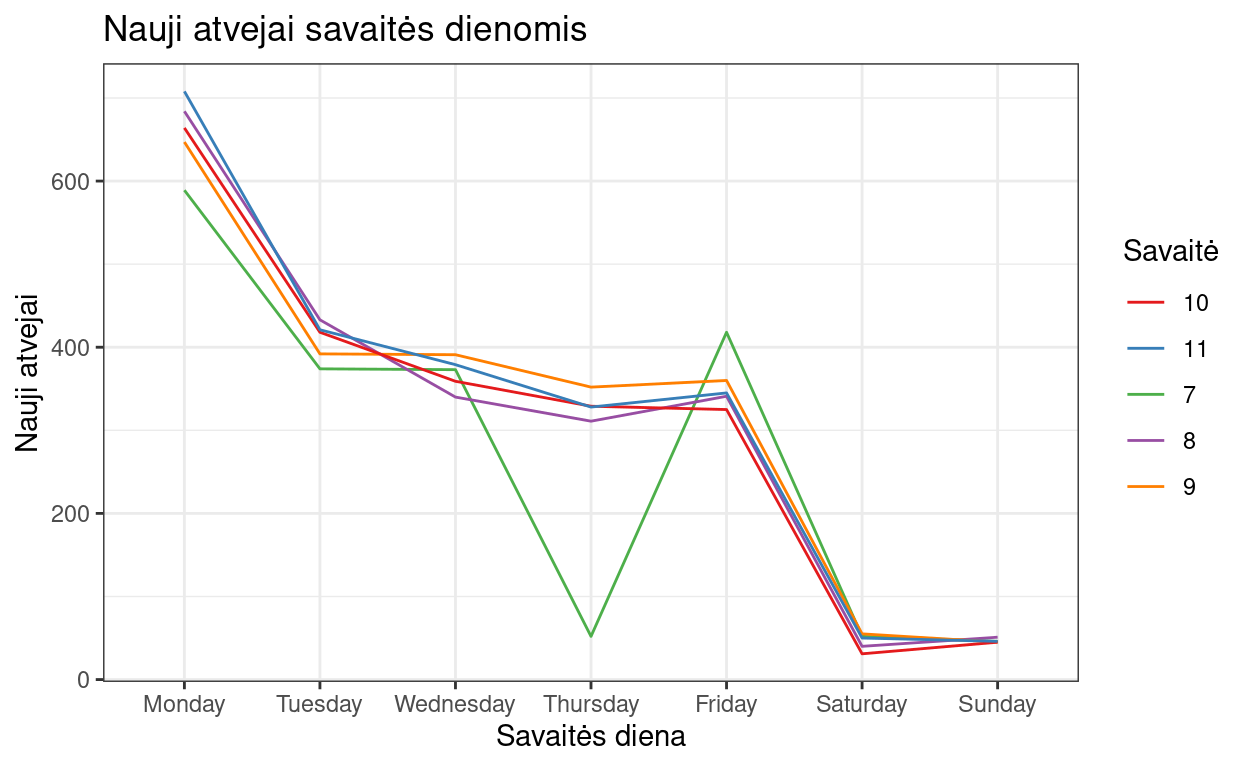 Nauji atvejai savaitės dienomis
Nauji atvejai
600
400
200
0
Monday Tuesday Wednesday Thursday Friday Saturday Sunday
Savaitės diena
Savaitė
10
11
7
8
9